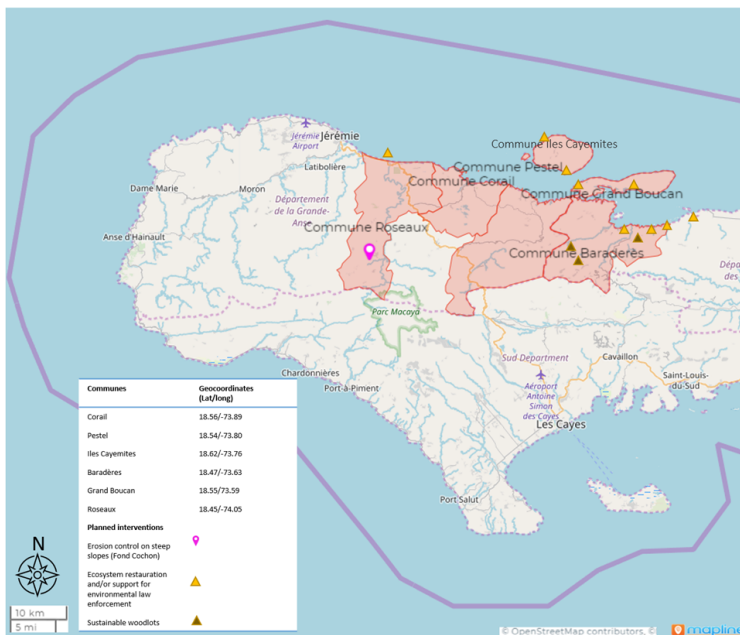 Commune Iles Cayemites
Jérémie
Airport
Jérémie
Latibolière
Commune Pestel
Commune Corail
Commune Grand Boucan
Dame Marie
Moron
Département
de la Grande-
Anse
Commune Roseaux
Anse d'Hainault
Commune Baradères
Dépa
des
Parc Macaya
Sud Department
Cavaillon
Saint-Louis-
du-Sud
Chardonnières
Port-à-Piment
Aéroport
Antoine
Simon
des Cayes
Les Cayes
Port Salut
Communes Geocoordinates
(Lat/long)
Corail 18.56/-73.89
Pestel 18.54/-73.80
Iles Cayemites 18.62/-73.76
Baradères 18.47/-73.63
Grand Boucan 18.55/73.59
Roseaux 18.45/-74.05
Planned interventions
Erosion control on steep
slopes (Fond Cochon)
Ecosystem restauration
and/or support for
environmental law
enforcement
Sustainable woodlots
N
10 km
5 mi
© OpenStreetMap contributors, ©
mapline